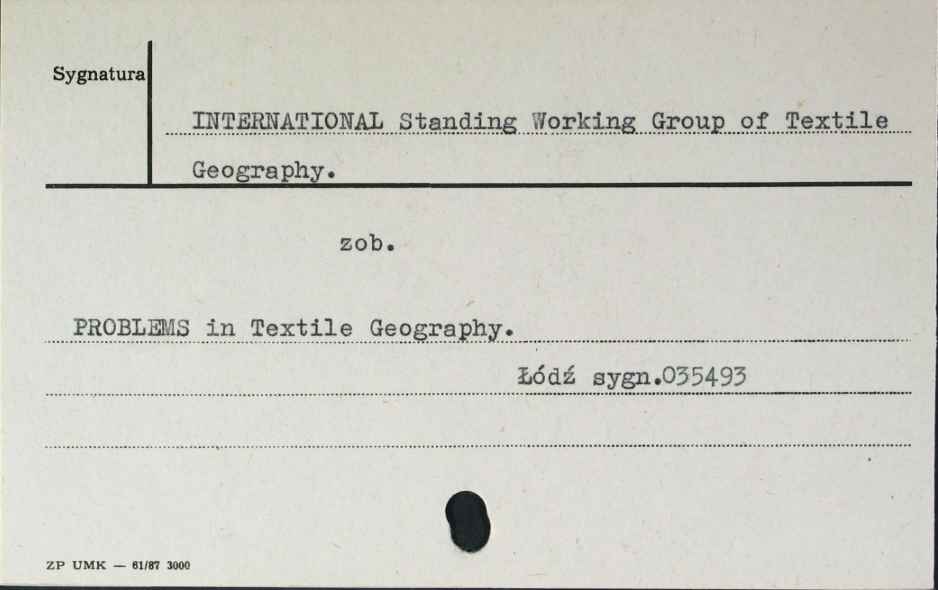 Sygnatura
INTERNATIONAL Standing Working Group of Textile
Geography.
zob.
PROBLEMS in Textile Geography.
Łódź sygn.035493
ZP UMK — 61/87 3000